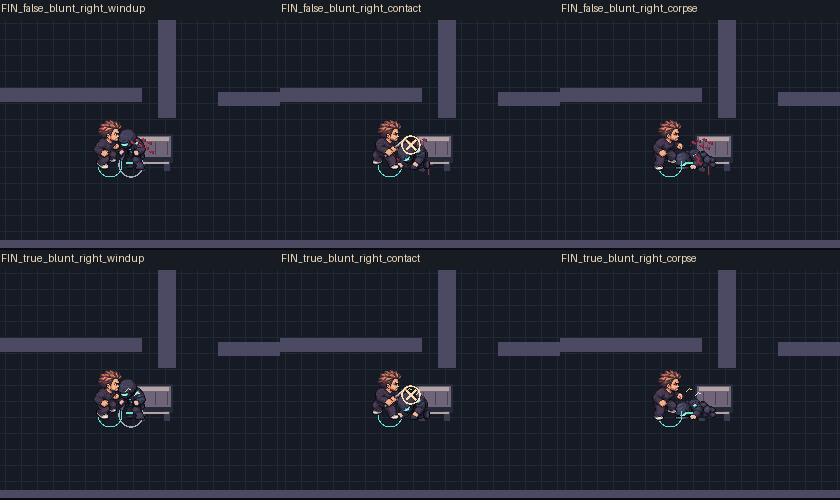 FIN_false_blunt_right_windup
FIN_false_blunt_right_contact
FIN_false_blunt_right_corpse
FIN_true_blunt_right_windup
FIN_true_blunt_right_contact
FIN_true_blunt_right_corpse